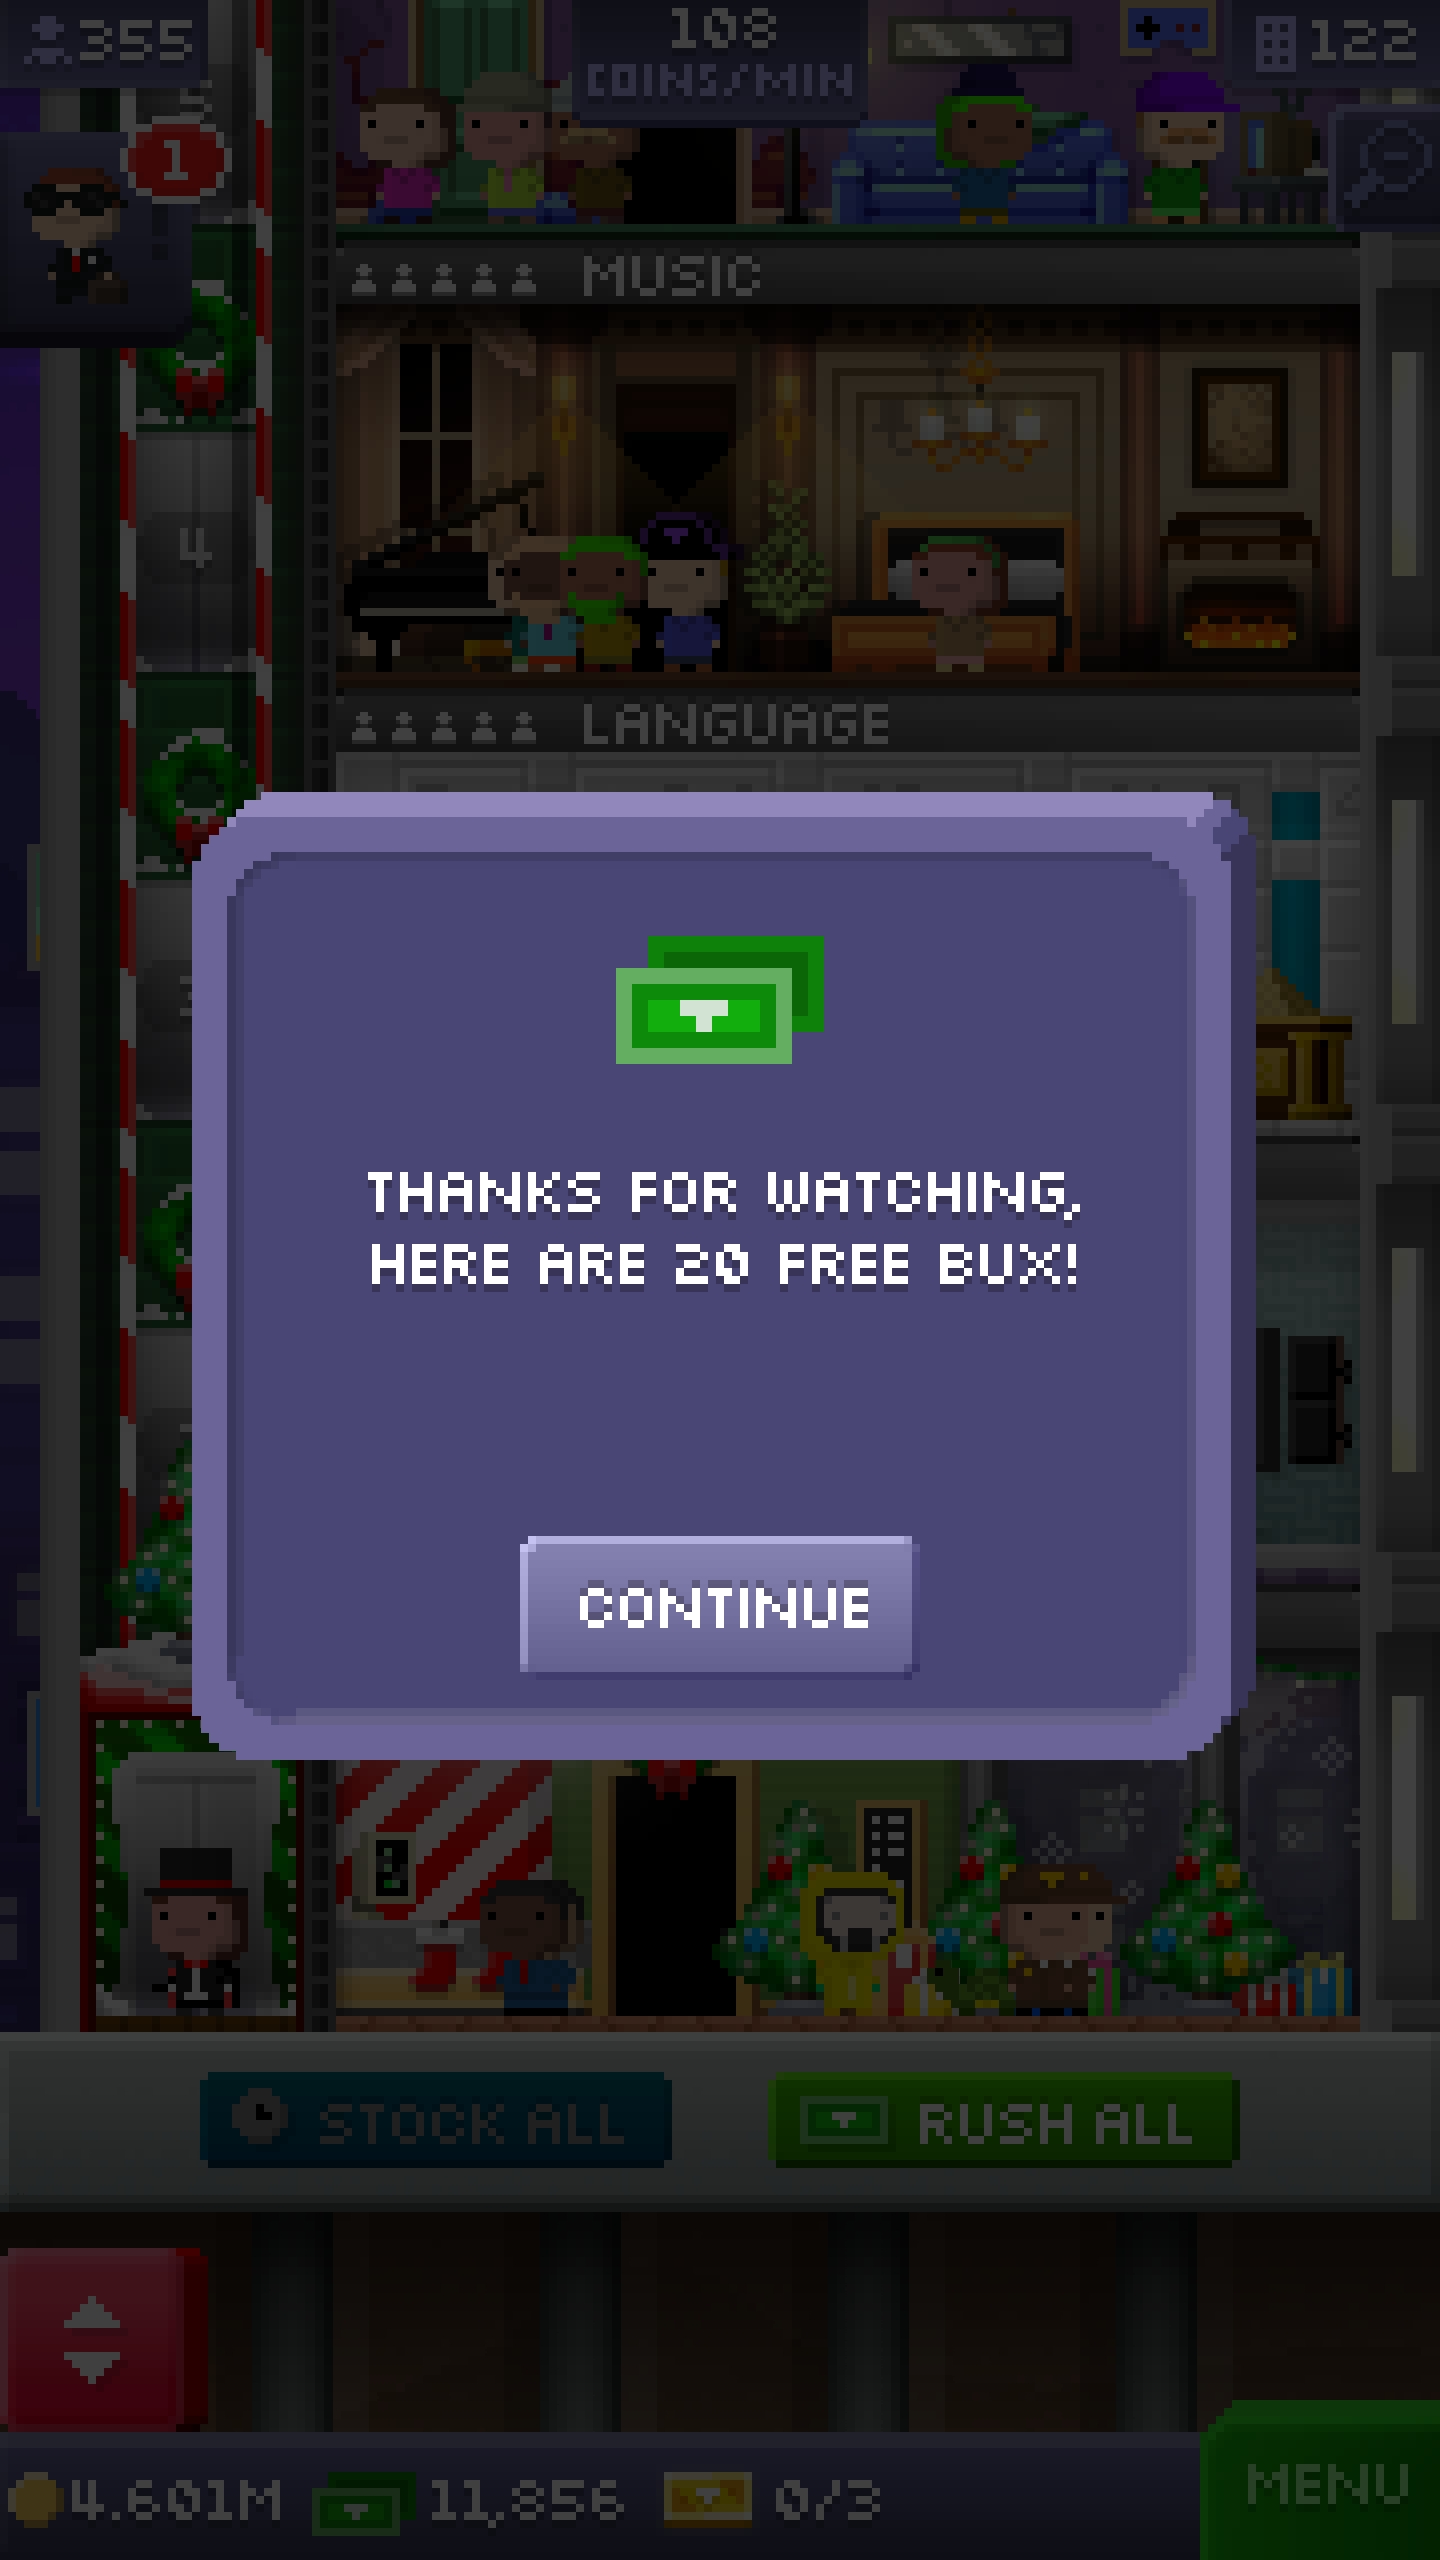 355
108
COINS/MIN
122
5
1
MUSIC
4
LANGUAGE
THANKS FOR WATCHING,
HERE ARE 20 FREE BUX!
CONTINUE
STOCK ALL
RUSH ALL
4.601M
11,856
0/3
MENU